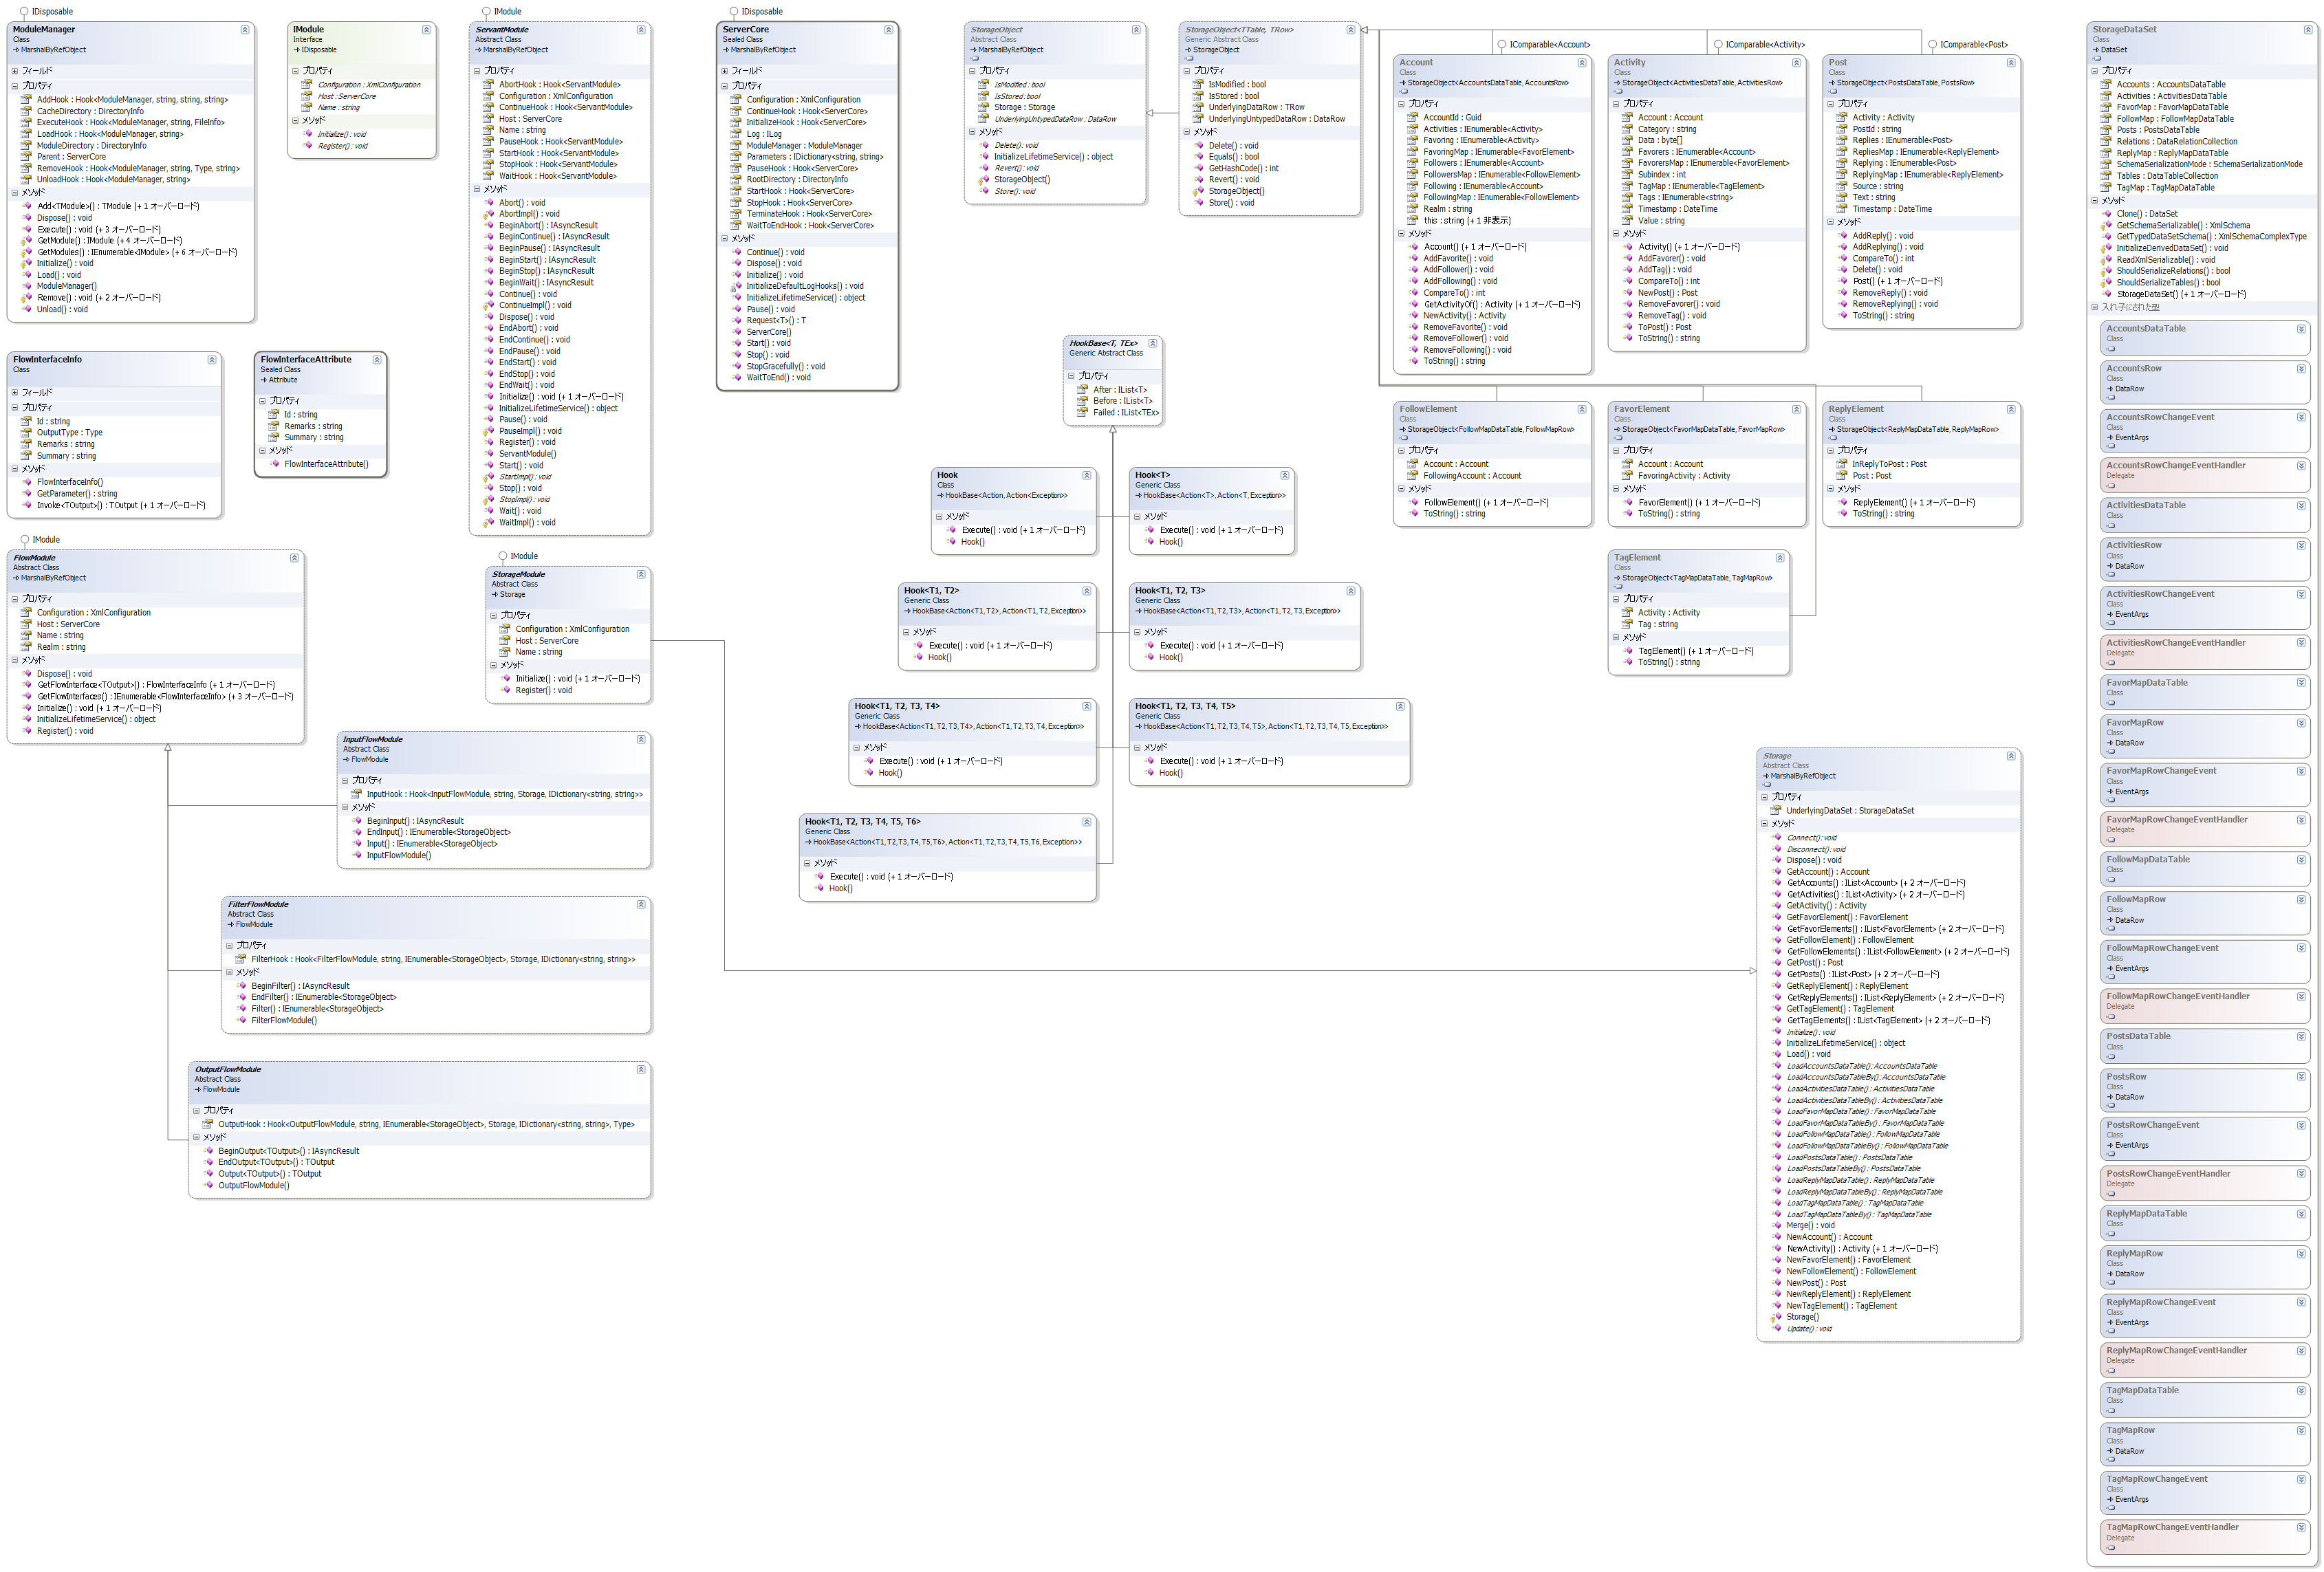 IDisposable
ModuleManager
Class
MarshalByRefObject
フィールド
プロパティ
AddHook : Hook<ModuleManager, string, string, string>
CacheDirectory : DirectoryInfo
ExecuteHook : Hook<ModuleManager, string, FileInfo>
LoadHook : Hook<ModuleManager, string>
ModuleDirectory : DirectoryInfo
Parent : ServerCore
RemoveHook : Hook<ModuleManager, string, Type, string>
UnloadHook : Hook<ModuleManager, string>
メソッド
Add<TModule>() : TModule (+ 1 オーバーロード)
Dispose() : void
Execute() : void (+ 3 オーバーロード)
GetModule() : IModule (+ 4 オーバーロード)
GetModules() : IEnumerable<IModule> (+ 6 オーバーロード)
Initialize() : void
Load() : void
ModuleManager()
Remove() : void (+ 2 オーバーロード)
Unload() : void
IModule
Interface
IDisposable
プロパティ
Configuration : XmlConfiguration
Host : ServerCore
Name : string
メソッド
Initialize() : void
Register() : void
IModule
ServantModule
Abstract Class
MarshalByRefObject
プロパティ
AbortHook : Hook<ServantModule>
Configuration : XmlConfiguration
ContinueHook : Hook<ServantModule>
Host : ServerCore
Name : string
PauseHook : Hook<ServantModule>
StartHook : Hook<ServantModule>
StopHook : Hook<ServantModule>
WaitHook : Hook<ServantModule>
メソッド
Abort() : void
AbortImpl() : void
BeginAbort() : IAsyncResult
BeginContinue() : IAsyncResult
BeginPause() : IAsyncResult
BeginStart() : IAsyncResult
BeginStop() : IAsyncResult
BeginWait() : IAsyncResult
Continue() : void
ContinueImpl() : void
Dispose() : void
EndAbort() : void
EndContinue() : void
EndPause() : void
EndStart() : void
EndStop() : void
EndWait() : void
Initialize() : void (+ 1 オーバーロード)
InitializeLifetimeService() : object
Pause() : void
PauseImpl() : void
Register() : void
ServantModule()
Start() : void
StartImpl() : void
Stop() : void
StopImpl() : void
Wait() : void
WaitImpl() : void
IDisposable
ServerCore
Sealed Class
MarshalByRefObject
フィールド
プロパティ
Configuration : XmlConfiguration
ContinueHook : Hook<ServerCore>
InitializeHook : Hook<ServerCore>
Log : ILog
ModuleManager : ModuleManager
Parameters : IDictionary<string, string>
PauseHook : Hook<ServerCore>
RootDirectory : DirectoryInfo
StartHook : Hook<ServerCore>
StopHook : Hook<ServerCore>
TerminateHook : Hook<ServerCore>
WaitToEndHook : Hook<ServerCore>
メソッド
Continue() : void
Dispose() : void
Initialize() : void
InitializeDefaultLogHooks() : void
InitializeLifetimeService() : object
Pause() : void
Request<T>() : T
ServerCore()
Start() : void
Stop() : void
StopGracefully() : void
WaitToEnd() : void
StorageObject
Abstract Class
MarshalByRefObject
プロパティ
IsModified : bool
IsStored : bool
Storage : Storage
UnderlyingUntypedDataRow : DataRow
メソッド
Delete() : void
InitializeLifetimeService() : object
Revert() : void
StorageObject()
Store() : void
StorageObject<TTable, TRow>
Generic Abstract Class
StorageObject
プロパティ
IsModified : bool
IsStored : bool
UnderlyingDataRow : TRow
UnderlyingUntypedDataRow : DataRow
メソッド
Delete() : void
Equals() : bool
GetHashCode() : int
Revert() : void
StorageObject()
Store() : void
IComparable<Account>
Account
Class
StorageObject<AccountsDataTable, AccountsRow>
プロパティ
AccountId : Guid
Activities : IEnumerable<Activity>
Favoring : IEnumerable<Activity>
FavoringMap : IEnumerable<FavorElement>
Followers : IEnumerable<Account>
FollowersMap : IEnumerable<FollowElement>
Following : IEnumerable<Account>
FollowingMap : IEnumerable<FollowElement>
Realm : string
this : string (+ 1 非表示)
メソッド
Account() (+ 1 オーバーロード)
AddFavorite() : void
AddFollower() : void
AddFollowing() : void
CompareTo() : int
GetActivityOf() : Activity (+ 1 オーバーロード)
NewActivity() : Activity
RemoveFavorite() : void
RemoveFollower() : void
RemoveFollowing() : void
ToString() : string
IComparable<Activity>
Activity
Class
StorageObject<ActivitiesDataTable, ActivitiesRow>
プロパティ
Account : Account
Category : string
Data : byte[]
Favorers : IEnumerable<Account>
FavorersMap : IEnumerable<FavorElement>
Subindex : int
TagMap : IEnumerable<TagElement>
Tags : IEnumerable<string>
Timestamp : DateTime
Value : string
メソッド
Activity() (+ 1 オーバーロード)
AddFavorer() : void
AddTag() : void
CompareTo() : int
NewPost() : Post
RemoveFavorer() : void
RemoveTag() : void
ToPost() : Post
ToString() : string
IComparable<Post>
Post
Class
StorageObject<PostsDataTable, PostsRow>
プロパティ
Activity : Activity
PostId : string
Replies : IEnumerable<Post>
RepliesMap : IEnumerable<ReplyElement>
Replying : IEnumerable<Post>
ReplyingMap : IEnumerable<ReplyElement>
Source : string
Text : string
Timestamp : DateTime
メソッド
AddReply() : void
AddReplying() : void
CompareTo() : int
Delete() : void
Post() (+ 1 オーバーロード)
RemoveReply() : void
RemoveReplying() : void
ToString() : string
StorageDataSet
Class
DataSet
プロパティ
Accounts : AccountsDataTable
Activities : ActivitiesDataTable
FavorMap : FavorMapDataTable
FollowMap : FollowMapDataTable
Posts : PostsDataTable
Relations : DataRelationCollection
ReplyMap : ReplyMapDataTable
SchemaSerializationMode : SchemaSerializationMode
Tables : DataTableCollection
TagMap : TagMapDataTable
メソッド
Clone() : DataSet
GetSchemaSerializable() : XmlSchema
GetTypedDataSetSchema() : XmlSchemaComplexType
InitializeDerivedDataSet() : void
ReadXmlSerializable() : void
ShouldSerializeRelations() : bool
ShouldSerializeTables() : bool
StorageDataSet() (+ 1 オーバーロード)
入れ子にされた型
AccountsDataTable
Class
AccountsRow
Class
DataRow
AccountsRowChangeEvent
Class
EventArgs
AccountsRowChangeEventHandler
Delegate
ActivitiesDataTable
Class
ActivitiesRow
Class
DataRow
ActivitiesRowChangeEvent
Class
EventArgs
ActivitiesRowChangeEventHandler
Delegate
FavorMapDataTable
Class
FavorMapRow
Class
DataRow
FavorMapRowChangeEvent
Class
EventArgs
FavorMapRowChangeEventHandler
Delegate
FollowMapDataTable
Class
FollowMapRow
Class
DataRow
FollowMapRowChangeEvent
Class
EventArgs
FollowMapRowChangeEventHandler
Delegate
PostsDataTable
Class
PostsRow
Class
DataRow
PostsRowChangeEvent
Class
EventArgs
PostsRowChangeEventHandler
Delegate
ReplyMapDataTable
Class
ReplyMapRow
Class
DataRow
ReplyMapRowChangeEvent
Class
EventArgs
ReplyMapRowChangeEventHandler
Delegate
TagMapDataTable
Class
TagMapRow
Class
DataRow
TagMapRowChangeEvent
Class
EventArgs
TagMapRowChangeEventHandler
Delegate
FlowInterfaceInfo
Class
フィールド
プロパティ
Id : string
OutputType : Type
Remarks : string
Summary : string
メソッド
FlowInterfaceInfo()
GetParameter() : string
Invoke<TOutput>() : TOutput (+ 1 オーバーロード)
FlowInterfaceAttribute
Sealed Class
Attribute
プロパティ
Id : string
Remarks : string
Summary : string
メソッド
FlowInterfaceAttribute()
HookBase<T, TEx>
Generic Abstract Class
プロパティ
After : IList<T>
Before : IList<T>
Failed : IList<TEx>
FollowElement
Class
StorageObject<FollowMapDataTable, FollowMapRow>
プロパティ
Account : Account
FollowingAccount : Account
メソッド
FollowElement() (+ 1 オーバーロード)
ToString() : string
FavorElement
Class
StorageObject<FavorMapDataTable, FavorMapRow>
プロパティ
Account : Account
FavoringActivity : Activity
メソッド
FavorElement() (+ 1 オーバーロード)
ToString() : string
ReplyElement
Class
StorageObject<ReplyMapDataTable, ReplyMapRow>
プロパティ
InReplyToPost : Post
Post : Post
メソッド
ReplyElement() (+ 1 オーバーロード)
ToString() : string
Hook
Class
HookBase<Action, Action<Exception>>
メソッド
Execute() : void (+ 1 オーバーロード)
Hook()
Hook<T>
Generic Class
HookBase<Action<T>, Action<T, Exception>>
メソッド
Execute() : void (+ 1 オーバーロード)
Hook()
IModule
FlowModule
Abstract Class
MarshalByRefObject
プロパティ
Configuration : XmlConfiguration
Host : ServerCore
Name : string
Realm : string
メソッド
Dispose() : void
GetFlowInterface<TOutput>() : FlowInterfaceInfo (+ 1 オーバーロード)
GetFlowInterfaces() : IEnumerable<FlowInterfaceInfo> (+ 3 オーバーロード)
Initialize() : void (+ 1 オーバーロード)
InitializeLifetimeService() : object
Register() : void
IModule
StorageModule
Abstract Class
Storage
プロパティ
Configuration : XmlConfiguration
Host : ServerCore
Name : string
メソッド
Initialize() : void (+ 1 オーバーロード)
Register() : void
Hook<T1, T2>
Generic Class
HookBase<Action<T1, T2>, Action<T1, T2, Exception>>
メソッド
Execute() : void (+ 1 オーバーロード)
Hook()
Hook<T1, T2, T3>
Generic Class
HookBase<Action<T1, T2, T3>, Action<T1, T2, T3, Exception>>
メソッド
Execute() : void (+ 1 オーバーロード)
Hook()
TagElement
Class
StorageObject<TagMapDataTable, TagMapRow>
プロパティ
Activity : Activity
Tag : string
メソッド
TagElement() (+ 1 オーバーロード)
ToString() : string
Hook<T1, T2, T3, T4>
Generic Class
HookBase<Action<T1, T2, T3, T4>, Action<T1, T2, T3, T4, Exception>>
メソッド
Execute() : void (+ 1 オーバーロード)
Hook()
Hook<T1, T2, T3, T4, T5>
Generic Class
HookBase<Action<T1, T2, T3, T4, T5>, Action<T1, T2, T3, T4, T5, Exception>>
メソッド
Execute() : void (+ 1 オーバーロード)
Hook()
InputFlowModule
Abstract Class
FlowModule
プロパティ
InputHook : Hook<InputFlowModule, string, Storage, IDictionary<string, string>>
メソッド
BeginInput() : IAsyncResult
EndInput() : IEnumerable<StorageObject>
Input() : IEnumerable<StorageObject>
InputFlowModule()
Hook<T1, T2, T3, T4, T5, T6>
Generic Class
HookBase<Action<T1, T2, T3, T4, T5, T6>, Action<T1, T2, T3, T4, T5, T6, Exception>>
メソッド
Execute() : void (+ 1 オーバーロード)
Hook()
FilterFlowModule
Abstract Class
FlowModule
プロパティ
FilterHook : Hook<FilterFlowModule, string, IEnumerable<StorageObject>, Storage, IDictionary<string, string>>
メソッド
BeginFilter() : IAsyncResult
EndFilter() : IEnumerable<StorageObject>
Filter() : IEnumerable<StorageObject>
FilterFlowModule()
OutputFlowModule
Abstract Class
FlowModule
プロパティ
OutputHook : Hook<OutputFlowModule, string, IEnumerable<StorageObject>, Storage, IDictionary<string, string>, Type>
メソッド
BeginOutput<TOutput>() : IAsyncResult
EndOutput<TOutput>() : TOutput
Output<TOutput>() : TOutput
OutputFlowModule()
Storage
Abstract Class
MarshalByRefObject
プロパティ
UnderlyingDataSet : StorageDataSet
メソッド
Connect() : void
Disconnect() : void
Dispose() : void
GetAccount() : Account
GetAccounts() : IList<Account> (+ 2 オーバーロード)
GetActivities() : IList<Activity> (+ 2 オーバーロード)
GetActivity() : Activity
GetFavorElement() : FavorElement
GetFavorElements() : IList<FavorElement> (+ 2 オーバーロード)
GetFollowElement() : FollowElement
GetFollowElements() : IList<FollowElement> (+ 2 オーバーロード)
GetPost() : Post
GetPosts() : IList<Post> (+ 2 オーバーロード)
GetReplyElement() : ReplyElement
GetReplyElements() : IList<ReplyElement> (+ 2 オーバーロード)
GetTagElement() : TagElement
GetTagElements() : IList<TagElement> (+ 2 オーバーロード)
Initialize() : void
InitializeLifetimeService() : object
Load() : void
LoadAccountsDataTable() : AccountsDataTable
LoadAccountsDataTableBy() : AccountsDataTable
LoadActivitiesDataTable() : ActivitiesDataTable
LoadActivitiesDataTableBy() : ActivitiesDataTable
LoadFavorMapDataTable() : FavorMapDataTable
LoadFavorMapDataTableBy() : FavorMapDataTable
LoadFollowMapDataTable() : FollowMapDataTable
LoadFollowMapDataTableBy() : FollowMapDataTable
LoadPostsDataTable() : PostsDataTable
LoadPostsDataTableBy() : PostsDataTable
LoadReplyMapDataTable() : ReplyMapDataTable
LoadReplyMapDataTableBy() : ReplyMapDataTable
LoadTagMapDataTable() : TagMapDataTable
LoadTagMapDataTableBy() : TagMapDataTable
Merge() : void
NewAccount() : Account
NewActivity() : Activity (+ 1 オーバーロード)
NewFavorElement() : FavorElement
NewFollowElement() : FollowElement
NewPost() : Post
NewReplyElement() : ReplyElement
NewTagElement() : TagElement
Storage()
Update() : void